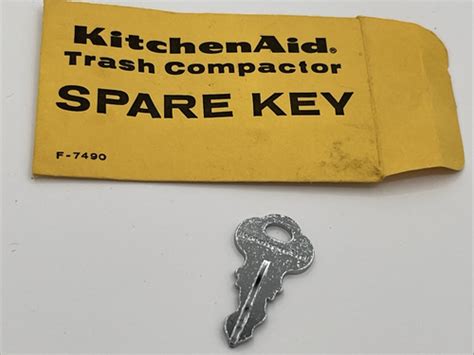 KitchenAid®
Trash Compactor
SPARE KEY
F-7490